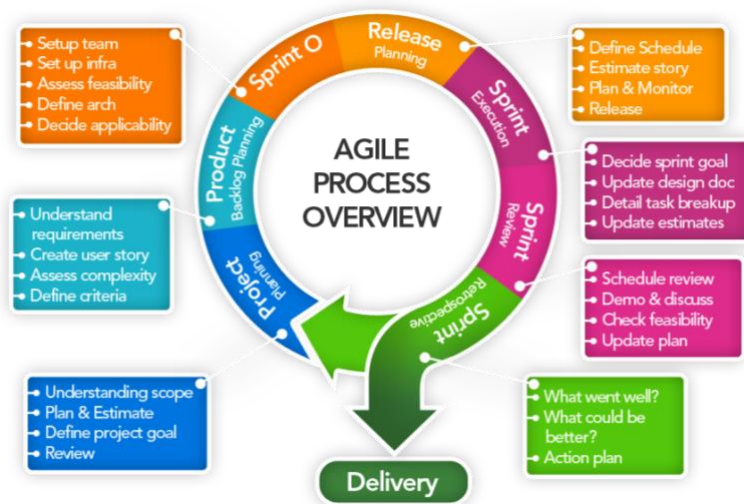 AGILE
PROCESS
OVERVIEW
Project
Planing
Product
Backlog Planning
Sprint O
Release
Planning
Sprint
Execution
Sprint
Review
Sprint
Retrospective
Delivery
Setup team
Set up infra
Assess feasibility
Define arch
Decide applicability
Understand
requirements
Create user story
Assess complexity
Define criteria
Understanding scope
Plan & Estimate
Define project goal
Review
Define Schedule
Estimate story
Plan & Monitor
Release
Decide sprint goal
Update design doc
Detail task breakup
Update estimates
Schedule review
Demo & discuss
Check feasibility
Update plan
What went well?
What could be
better?
Action plan